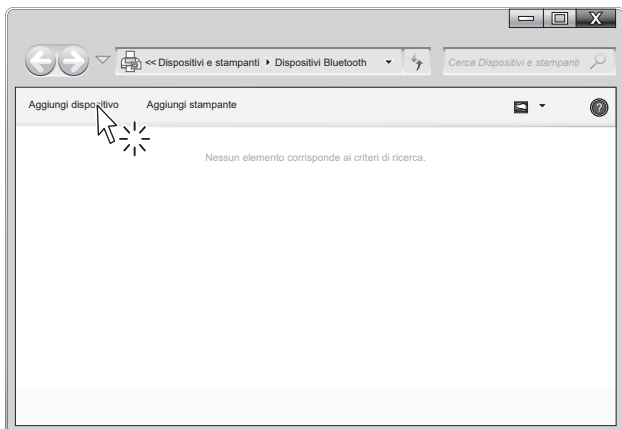 << Dispositivi e stampanti Dispositivi Bluetooth Cerca Dispositivi e stampanti
Aggiungi dispositivo Aggiungi stampante ?
Nessun elemento corrisponde ai criteri di ricerca.